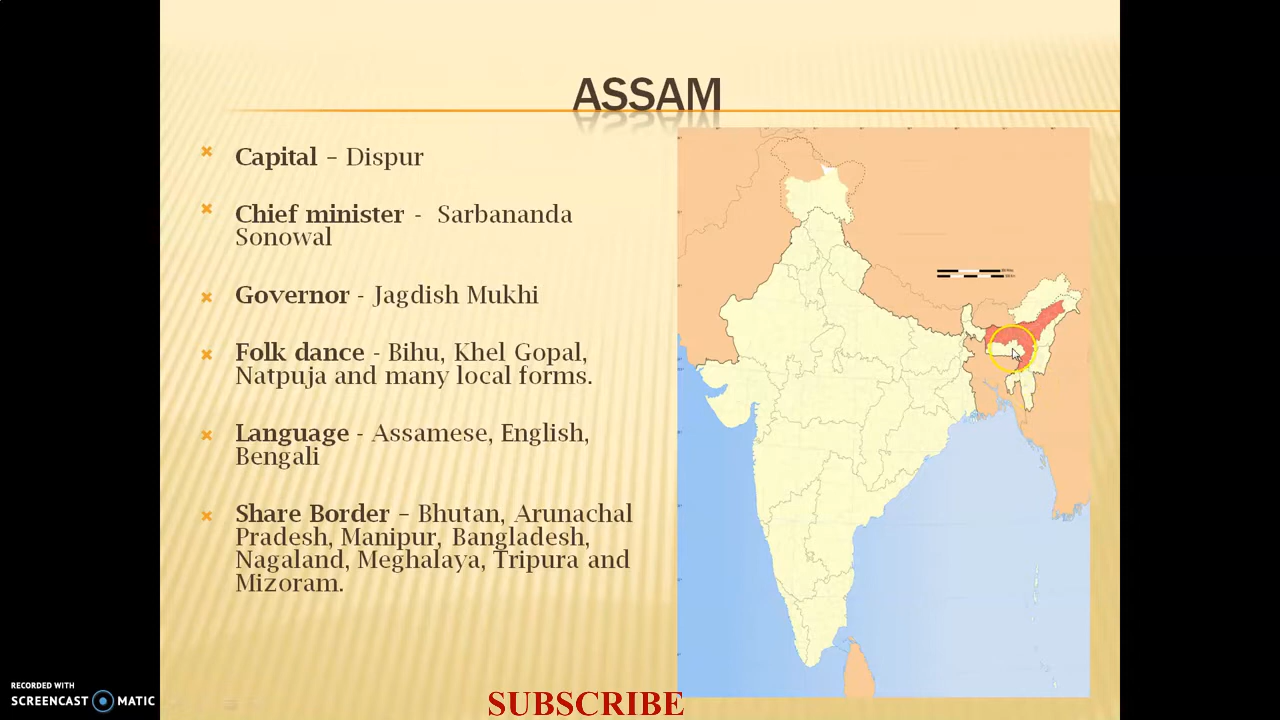 ASSAM
Capital – Dispur
Chief minister - Sarbananda
Sonowal
Governor - Jagdish Mukhi
Folk dance - Bihu, Khel Gopal,
Natpuja and many local forms.
Language - Assamese, English,
Bengali
Share Border – Bhutan, Arunachal
Pradesh, Manipur, Bangladesh,
Nagaland, Meghalaya, Tripura and
Mizoram.
RECORDED WITH
SCREENCAST MATIC
SUBSCRIBE